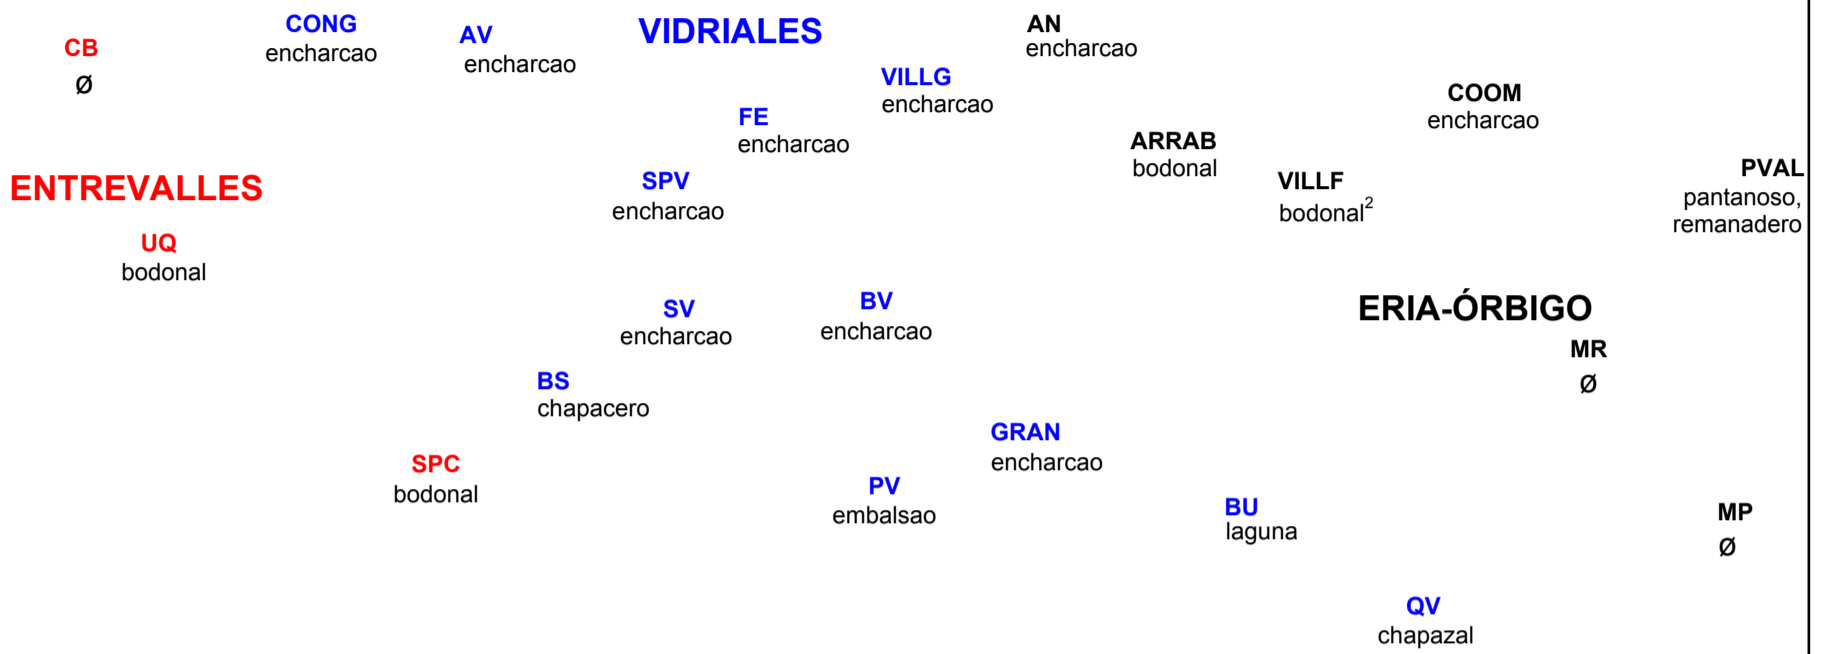 CONG
encharcao
AV
encharcao
VIDRIALES
AN
encharcao
CB
Ø
VILLG
encharcao
COOM
encharcao
FE
encharcao
ARRAB
bodonal
PVAL
pantanoso,
remanadero
ENTREVALLES
SPV
encharcao
VILLF
bodonal²
UQ
bodonal
SV
encharcao
BV
encharcao
ERIA-ÓRBIGO
MR
Ø
BS
chapacero
GRAN
encharcao
SPC
bodonal
PV
embalsao
BU
laguna
MP
Ø
QV
chapazal